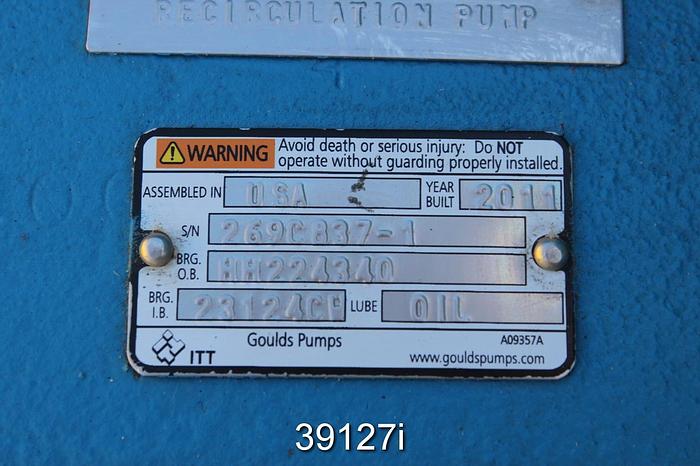 RECIRCULATION PUMP
WARNING Avoid death or serious injury: Do NOT
operate without guarding properly installed.
ASSEMBLED IN USA YEAR BUILT 2011
S/N 269C837-1
BRG. O.B. HH224340
BRG. I.B. 23124CP LUBE OIL
ITT Goulds Pumps A09357A
www.gouldspumps.com
39127i